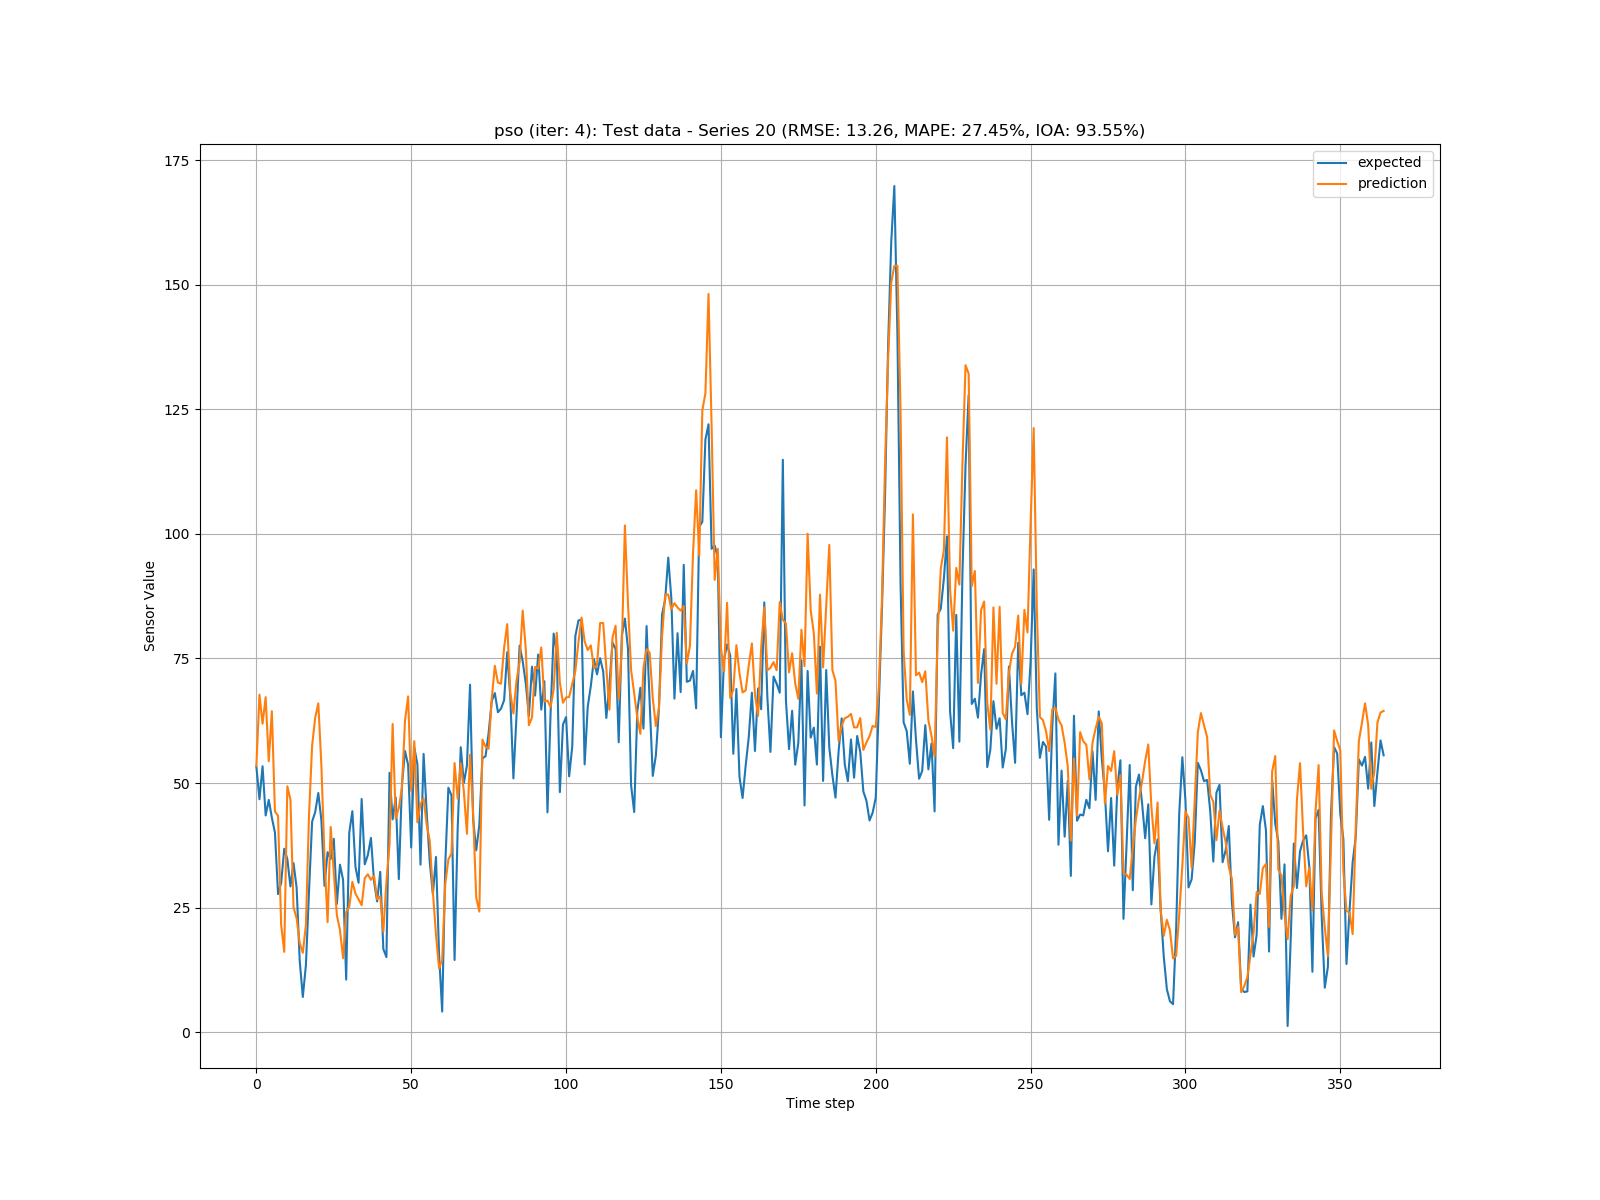 pso (iter: 4): Test data - Series 20 (RMSE: 13.26, MAPE: 27.45%, IOA: 93.55%)
expected
prediction
Sensor Value
175
150
125
100
75
50
25
0
0 50 100 150 200 250 300 350
Time step